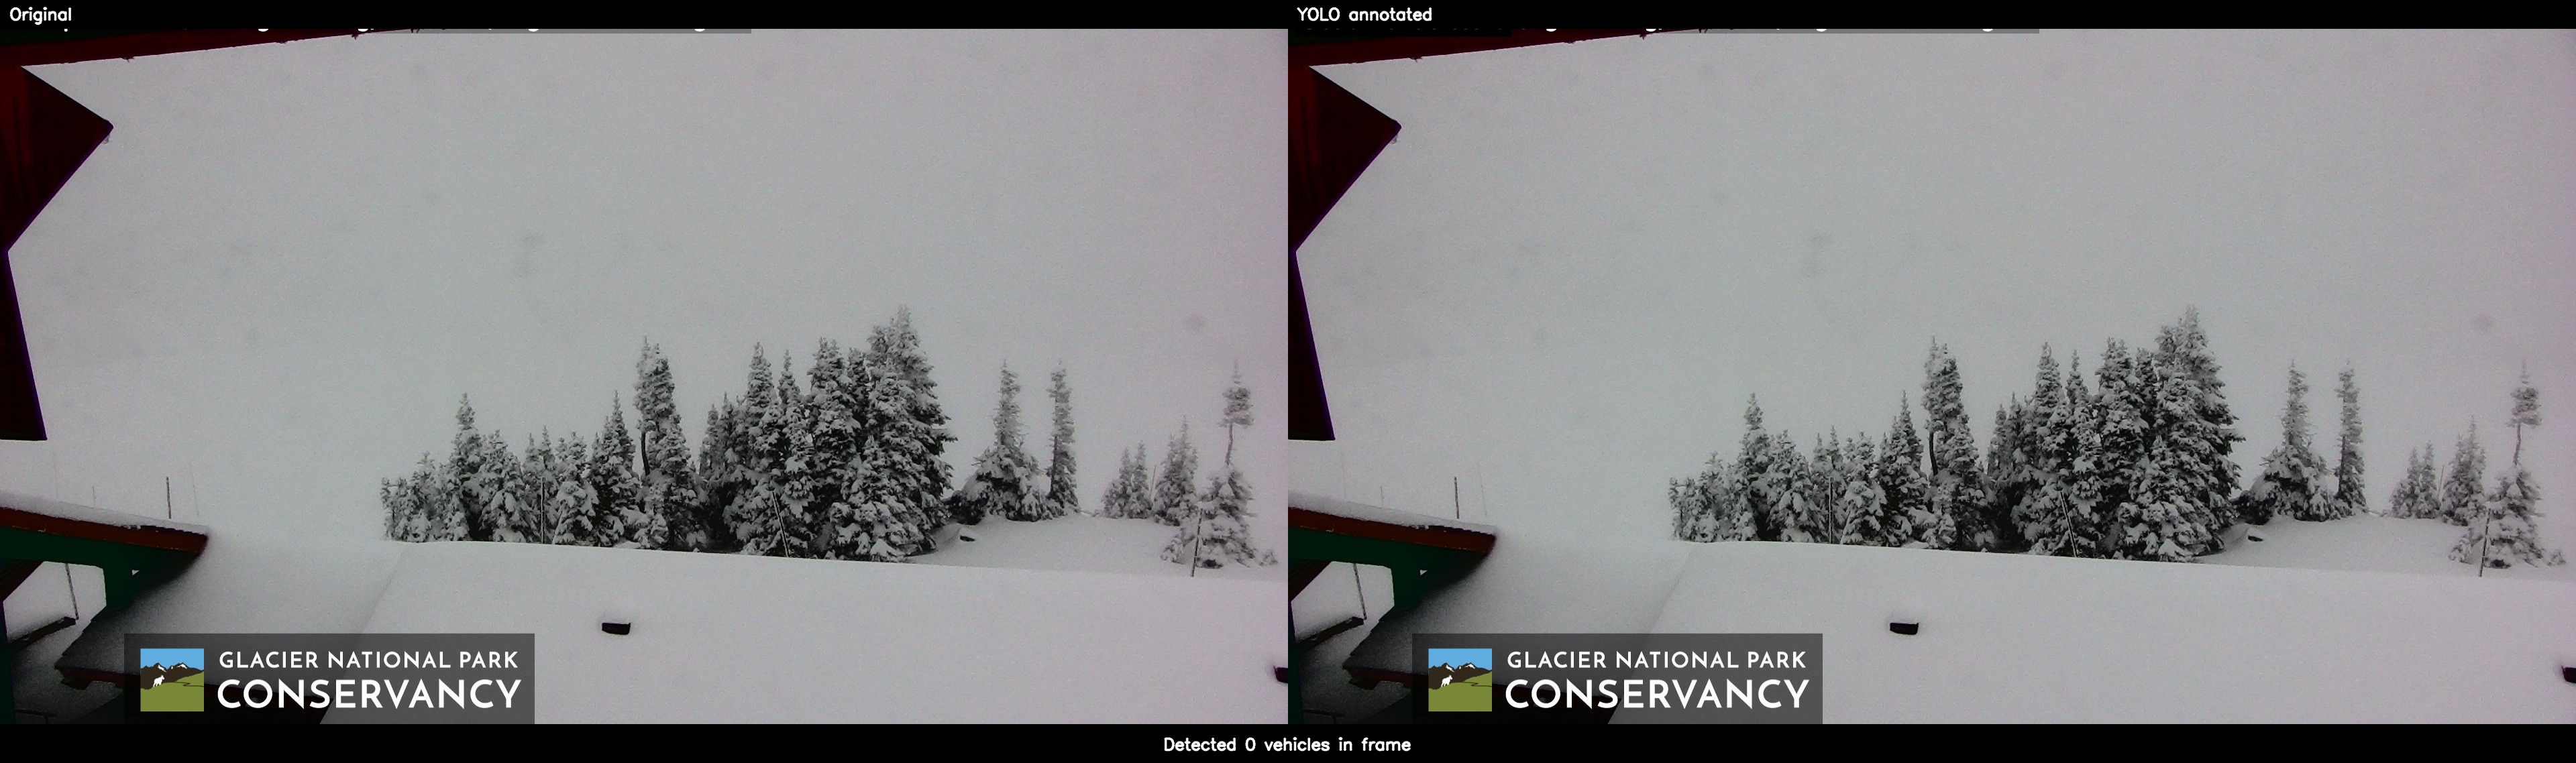 Original
YOLO annotated
GLACIER NATIONAL PARK
CONSERVANCY
GLACIER NATIONAL PARK
CONSERVANCY
Detected 0 vehicles in frame